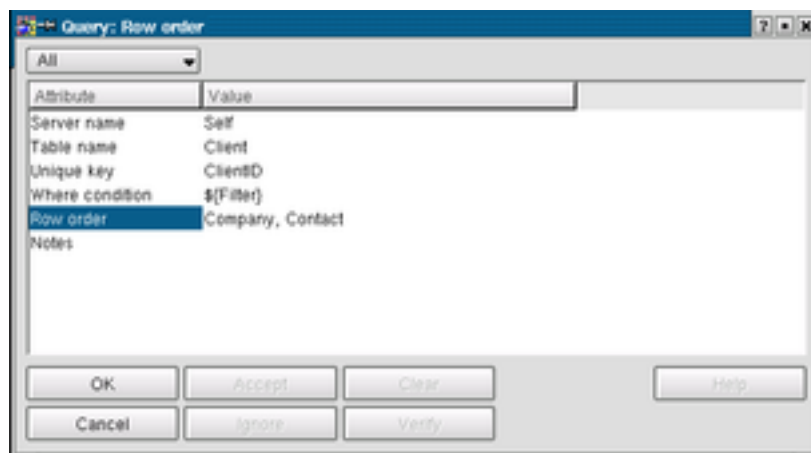 Query: Row order
All
Attribute Value
Server name Self
Table name Client
Unique key ClientID
Where condition ${Filter}
Row order Company, Contact
Notes
OK Accept Clear Help
Cancel Ignore Verify